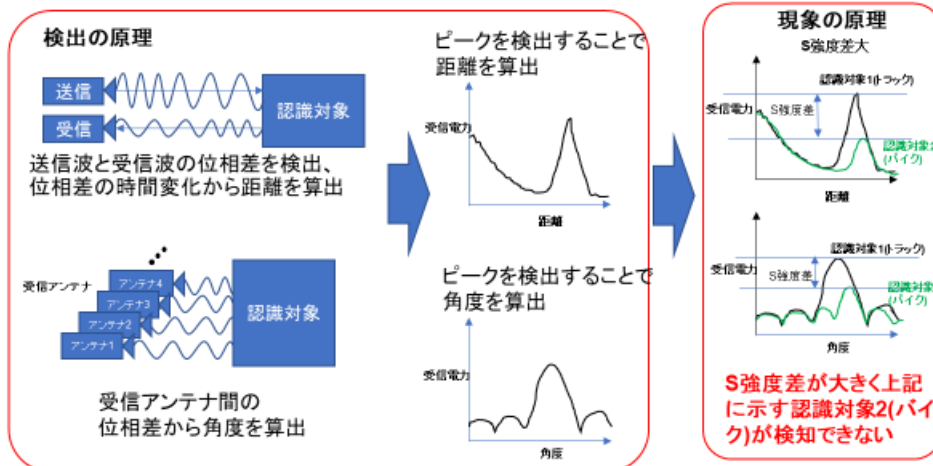 検出の原理
送信
受信
認識対象
送信波と受信波の位相差を検出、
位相差の時間変化から距離を算出
受信アンテナ
アンテナ4
アンテナ3
アンテナ2
アンテナ1
認識対象
受信アンテナ間の
位相差から角度を算出
ピークを検出することで
距離を算出
受信電力
距離
ピークを検出することで
角度を算出
受信電力
角度
現象の原理
S強度差大
認識対象1(トラック)
受信電力
S強度差
認識対象2
(バイク)
距離
認識対象1(トラック)
受信電力
S強度差
認識対象2
(バイク)
角度
S強度差が大きく上記
に示す認識対象2(バイ
ク)が検知できない